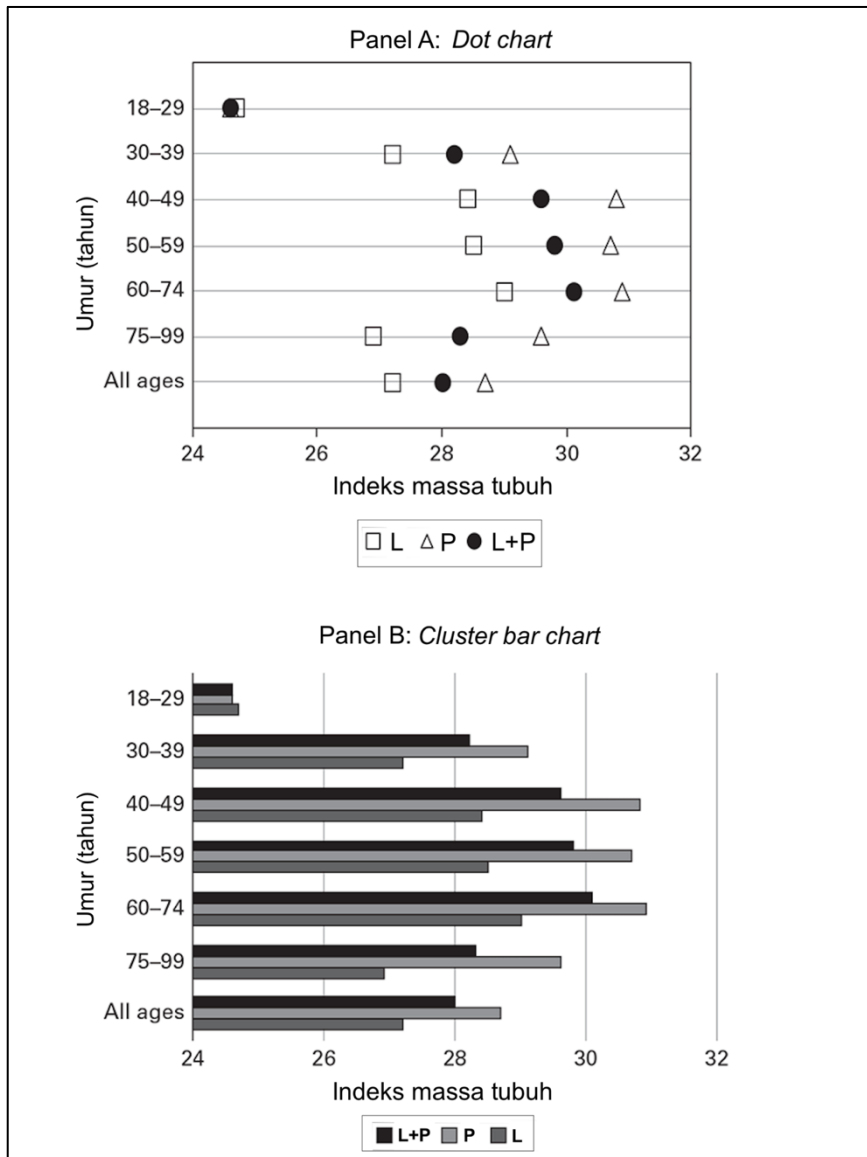 Panel A: Dot chart
Umur (tahun)
18–29
30–39
40–49
50–59
60–74
75–99
All ages
24 26 28 30 32
Indeks massa tubuh
L P L+P
Panel B: Cluster bar chart
Umur (tahun)
18–29
30–39
40–49
50–59
60–74
75–99
All ages
24 26 28 30 32
Indeks massa tubuh
L+P P L